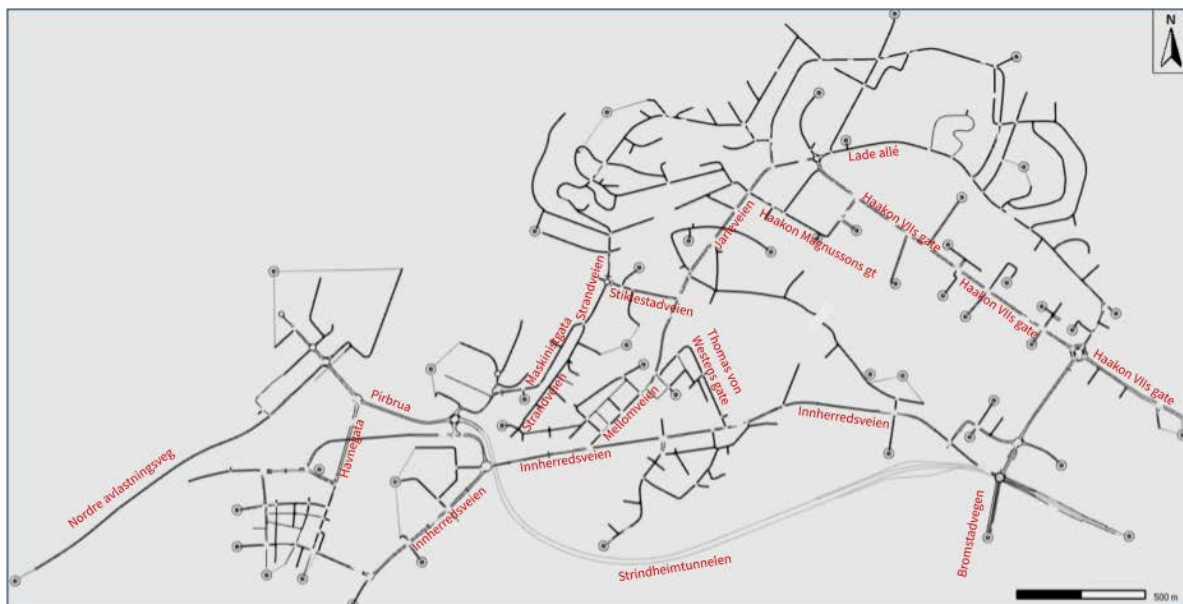 N
Lade allé
Haakon VIIs gate
Haakon Magnussons gt
Jarleveien
Haakon VIIs gate
Strandveien
Stiklestadveien
Maskinistgata
Thomas von
Westens gate
Haakon VIIs gate
Pirbrua
Strandveien
Mellomveien
Innherredsveien
Havnegata
Innherredsveien
Nordre avlastningsveg
Innherredsveien
Bromstadvegen
Strindheimtunnelen
500 m